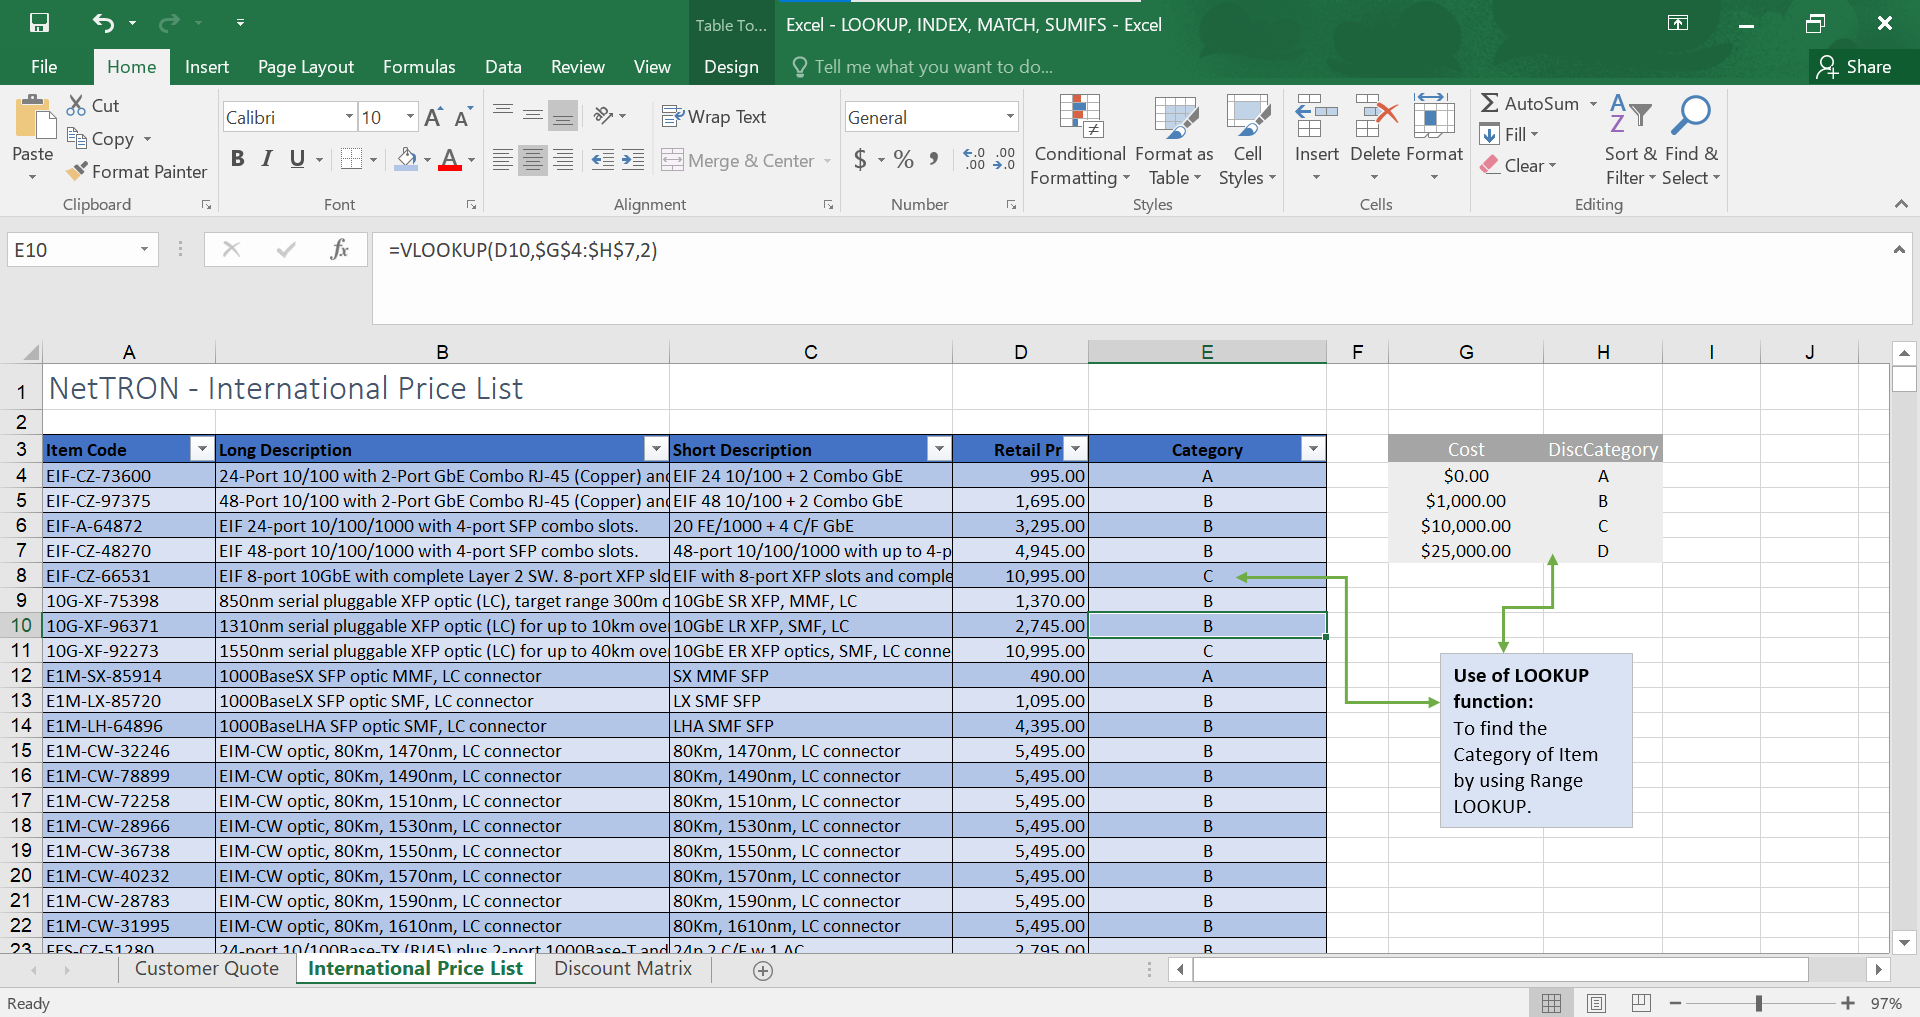 Table To...
Excel - LOOKUP, INDEX, MATCH, SUMIFS - Excel
File Home Insert Page Layout Formulas Data Review View Design Tell me what you want to do... Share
Paste
Cut
Copy
Format Painter
Clipboard
Calibri 10
B I U
Font
Wrap Text
Merge & Center
Alignment
General
$ % ,
Number
Conditional Formatting
Format as Table
Cell Styles
Styles
Insert Delete Format
Cells
AutoSum
Fill
Clear
Sort & Filter
Find & Select
Editing
E10 fx =VLOOKUP(D10,$G$4:$H$7,2)
A B C D E F G H I J
1 NetTRON - International Price List
2
3 Item Code Long Description Short Description Retail Pr Category Cost DiscCategory
4 EIF-CZ-73600 24-Port 10/100 with 2-Port GbE Combo RJ-45 (Copper) and EIF 24 10/100 + 2 Combo GbE 995.00 A $0.00 A
5 EIF-CZ-97375 48-Port 10/100 with 2-Port GbE Combo RJ-45 (Copper) and EIF 48 10/100 + 2 Combo GbE 1,695.00 B $1,000.00 B
6 EIF-A-64872 EIF 24-port 10/100/1000 with 4-port SFP combo slots. 20 FE/1000 + 4 C/F GbE 3,295.00 B $10,000.00 C
7 EIF-CZ-48270 EIF 48-port 10/100/1000 with 4-port SFP combo slots. 48-port 10/100/1000 with up to 4-p 4,945.00 B $25,000.00 D
8 EIF-CZ-66531 EIF 8-port 10GbE with complete Layer 2 SW. 8-port XFP slo EIF with 8-port XFP slots and comple 10,995.00 C
9 10G-XF-75398 850nm serial pluggable XFP optic (LC), target range 300m o 10GbE SR XFP, MMF, LC 1,370.00 B
10 10G-XF-96371 1310nm serial pluggable XFP optic (LC) for up to 10km over 10GbE LR XFP, SMF, LC 2,745.00 B
11 10G-XF-92273 1550nm serial pluggable XFP optic (LC) for up to 40km over 10GbE ER XFP optics, SMF, LC conne 10,995.00 C
12 E1M-SX-85914 1000BaseSX SFP optic MMF, LC connector SX MMF SFP 490.00 A
13 E1M-LX-85720 1000BaseLX SFP optic SMF, LC connector LX SMF SFP 1,095.00 B
14 E1M-LH-64896 1000BaseLHA SFP optic SMF, LC connector LHA SMF SFP 4,395.00 B
15 E1M-CW-32246 EIM-CW optic, 80Km, 1470nm, LC connector 80Km, 1470nm, LC connector 5,495.00 B
16 E1M-CW-78899 EIM-CW optic, 80Km, 1490nm, LC connector 80Km, 1490nm, LC connector 5,495.00 B
17 E1M-CW-72258 EIM-CW optic, 80Km, 1510nm, LC connector 80Km, 1510nm, LC connector 5,495.00 B
18 E1M-CW-28966 EIM-CW optic, 80Km, 1530nm, LC connector 80Km, 1530nm, LC connector 5,495.00 B
19 E1M-CW-36738 EIM-CW optic, 80Km, 1550nm, LC connector 80Km, 1550nm, LC connector 5,495.00 B
20 E1M-CW-40232 EIM-CW optic, 80Km, 1570nm, LC connector 80Km, 1570nm, LC connector 5,495.00 B
21 E1M-CW-28783 EIM-CW optic, 80Km, 1590nm, LC connector 80Km, 1590nm, LC connector 5,495.00 B
22 E1M-CW-31995 EIM-CW optic, 80Km, 1610nm, LC connector 80Km, 1610nm, LC connector 5,495.00 B
23 EES-CZ-51280 24-port 10/100Base-TX (RJ45) plus 2-port 1000Base-T and 24p 2 C/F w 1 AC 2,795.00 B
Use of LOOKUP
function:
To find the
Category of Item
by using Range
LOOKUP.
Customer Quote International Price List Discount Matrix
Ready 97%